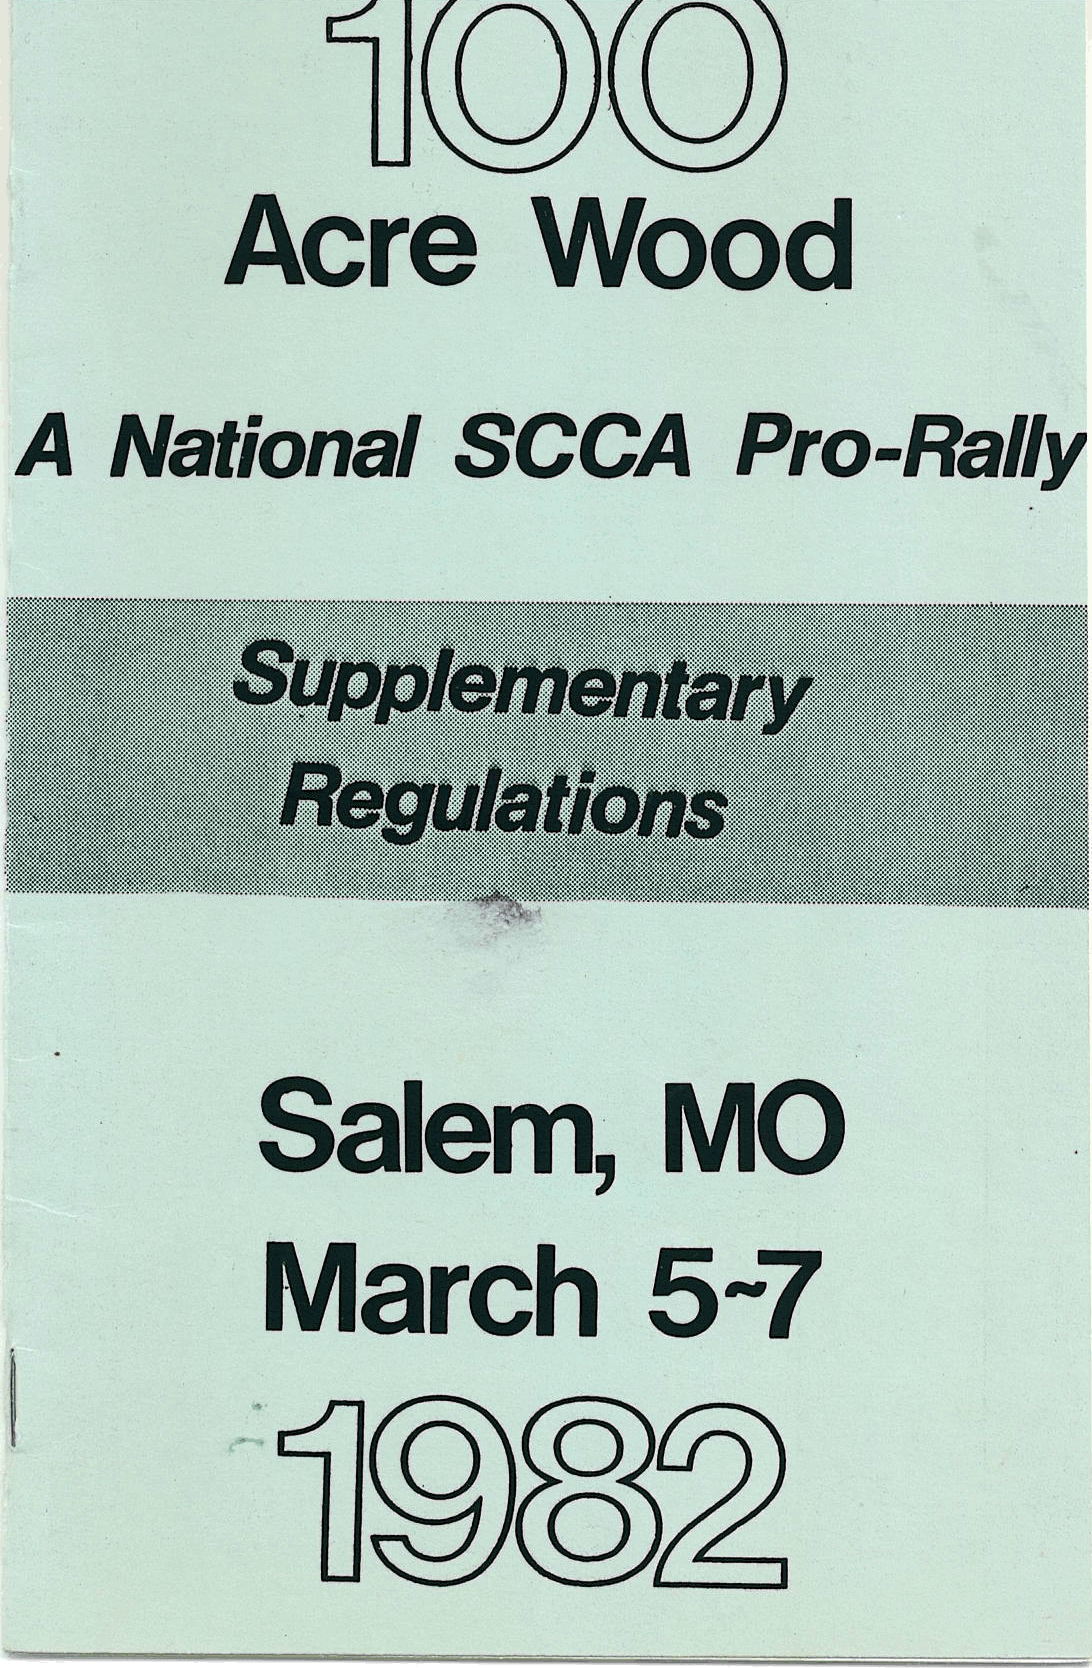 100
Acre Wood
A National SCCA Pro-Rally
Supplementary
Regulations
Salem, MO
March 5~7
1982